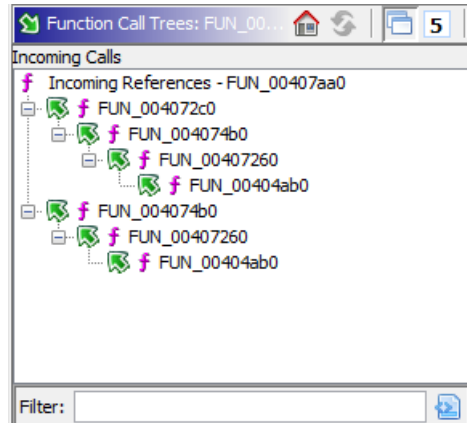 Function Call Trees: FUN_00... 5
Incoming Calls
f Incoming References - FUN_00407aa0
f FUN_004072c0
f FUN_004074b0
f FUN_00407260
f FUN_00404ab0
f FUN_004074b0
f FUN_00407260
f FUN_00404ab0
Filter: